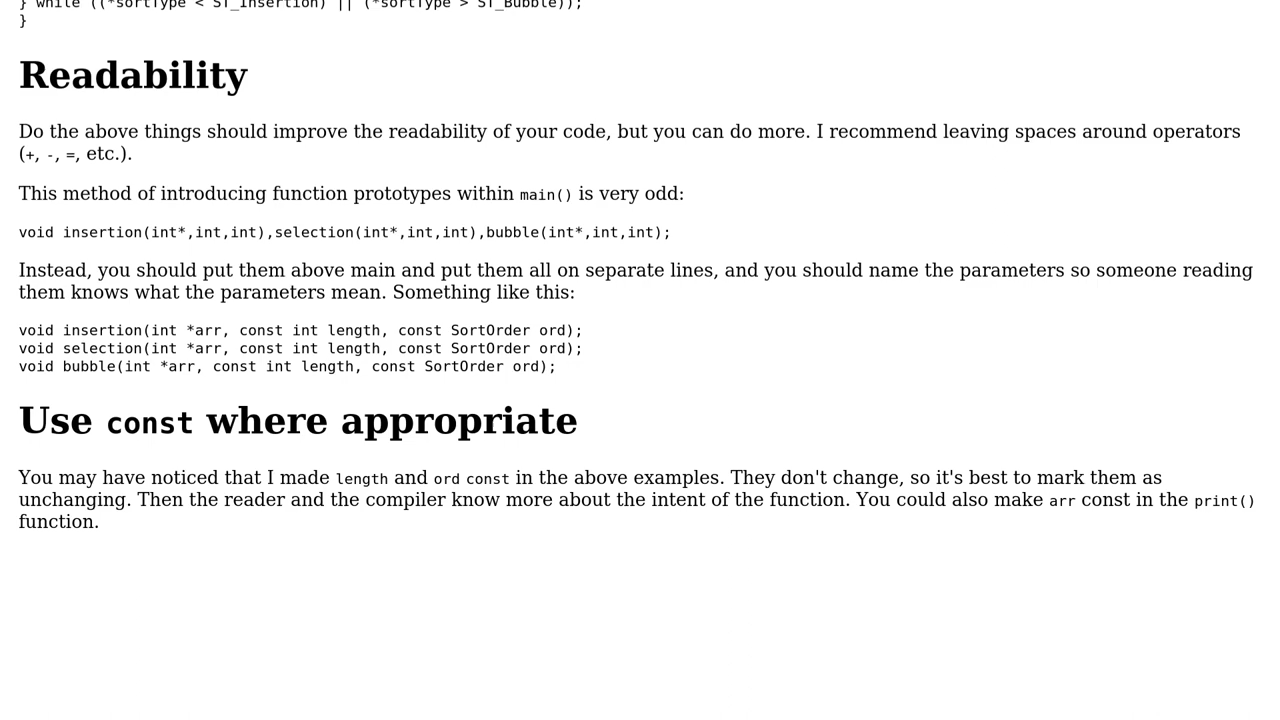 } while ((*sortType < ST_Insertion) || (*sortType > ST_Bubble));
}
Readability
Do the above things should improve the readability of your code, but you can do more. I recommend leaving spaces around operators
(+, -, =, etc.).
This method of introducing function prototypes within main() is very odd:
void insertion(int*,int,int),selection(int*,int,int),bubble(int*,int,int);
Instead, you should put them above main and put them all on separate lines, and you should name the parameters so someone reading
them knows what the parameters mean. Something like this:
void insertion(int *arr, const int length, const SortOrder ord);
void selection(int *arr, const int length, const SortOrder ord);
void bubble(int *arr, const int length, const SortOrder ord);
Use const where appropriate
You may have noticed that I made length and ord const in the above examples. They don't change, so it's best to mark them as
unchanging. Then the reader and the compiler know more about the intent of the function. You could also make arr const in the print()
function.